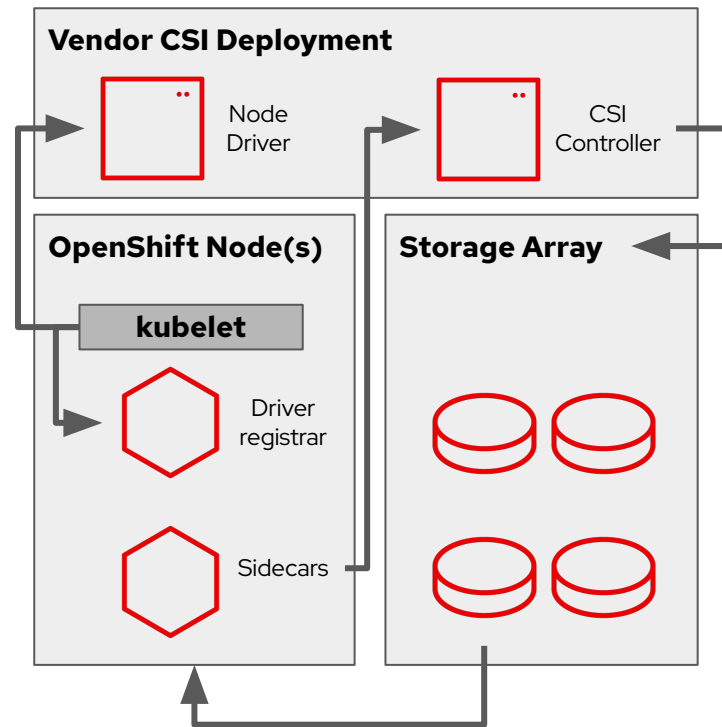 Vendor CSI Deployment
Node
Driver
CSI
Controller
OpenShift Node(s)
kubelet
Driver
registrar
Sidecars
Storage Array